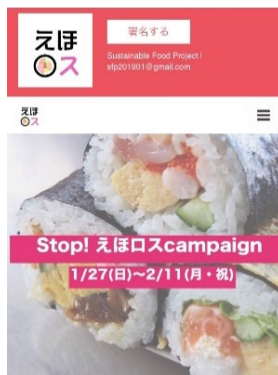 えほ
ロス
署名する
Sustainable Food Project!
sfp201901@gmail.com
えほ
ロス
Stop! えほロスcampaign
1/27(日)〜2/11(月・祝)